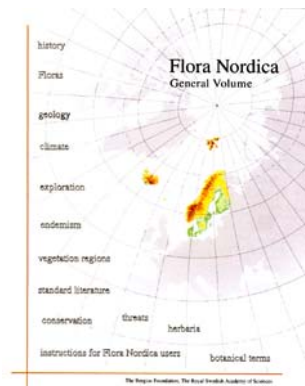 Flora Nordica
General Volume
history
Floras
geology
climate
exploration
endemism
vegetation regions
standard literature
conservation
threats
herbaria
instructions for Flora Nordica users
botanical terms
The Bergius Foundation, The Royal Swedish Academy of Sciences